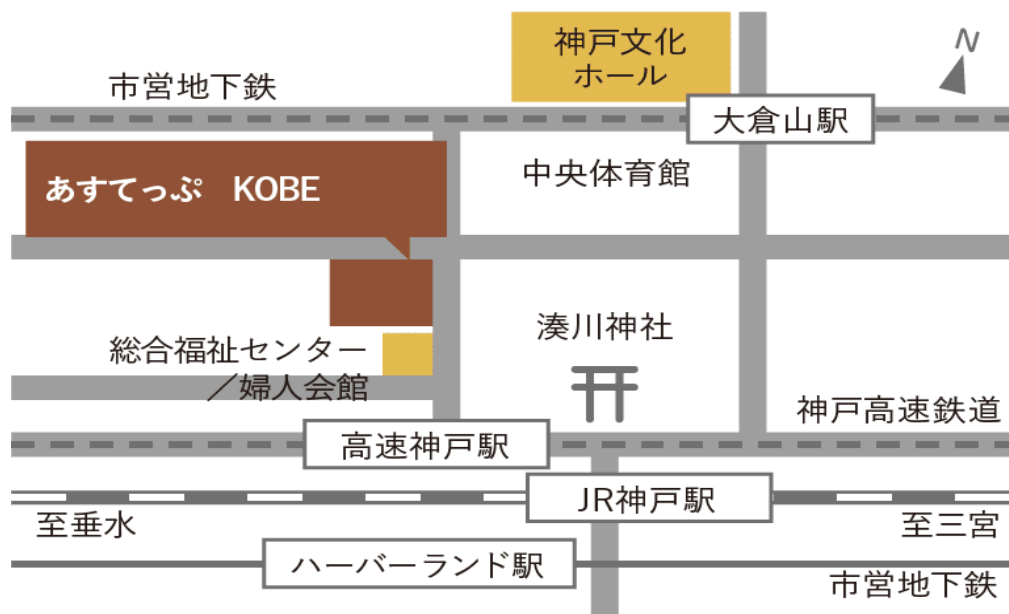 神戸文化
ホール
N
市営地下鉄
大倉山駅
あすてっぷ　KOBE
中央体育館
湊川神社
総合福祉センター
／婦人会館
神戸高速鉄道
高速神戸駅
JR神戸駅
至垂水
至三宮
ハーバーランド駅
市営地下鉄